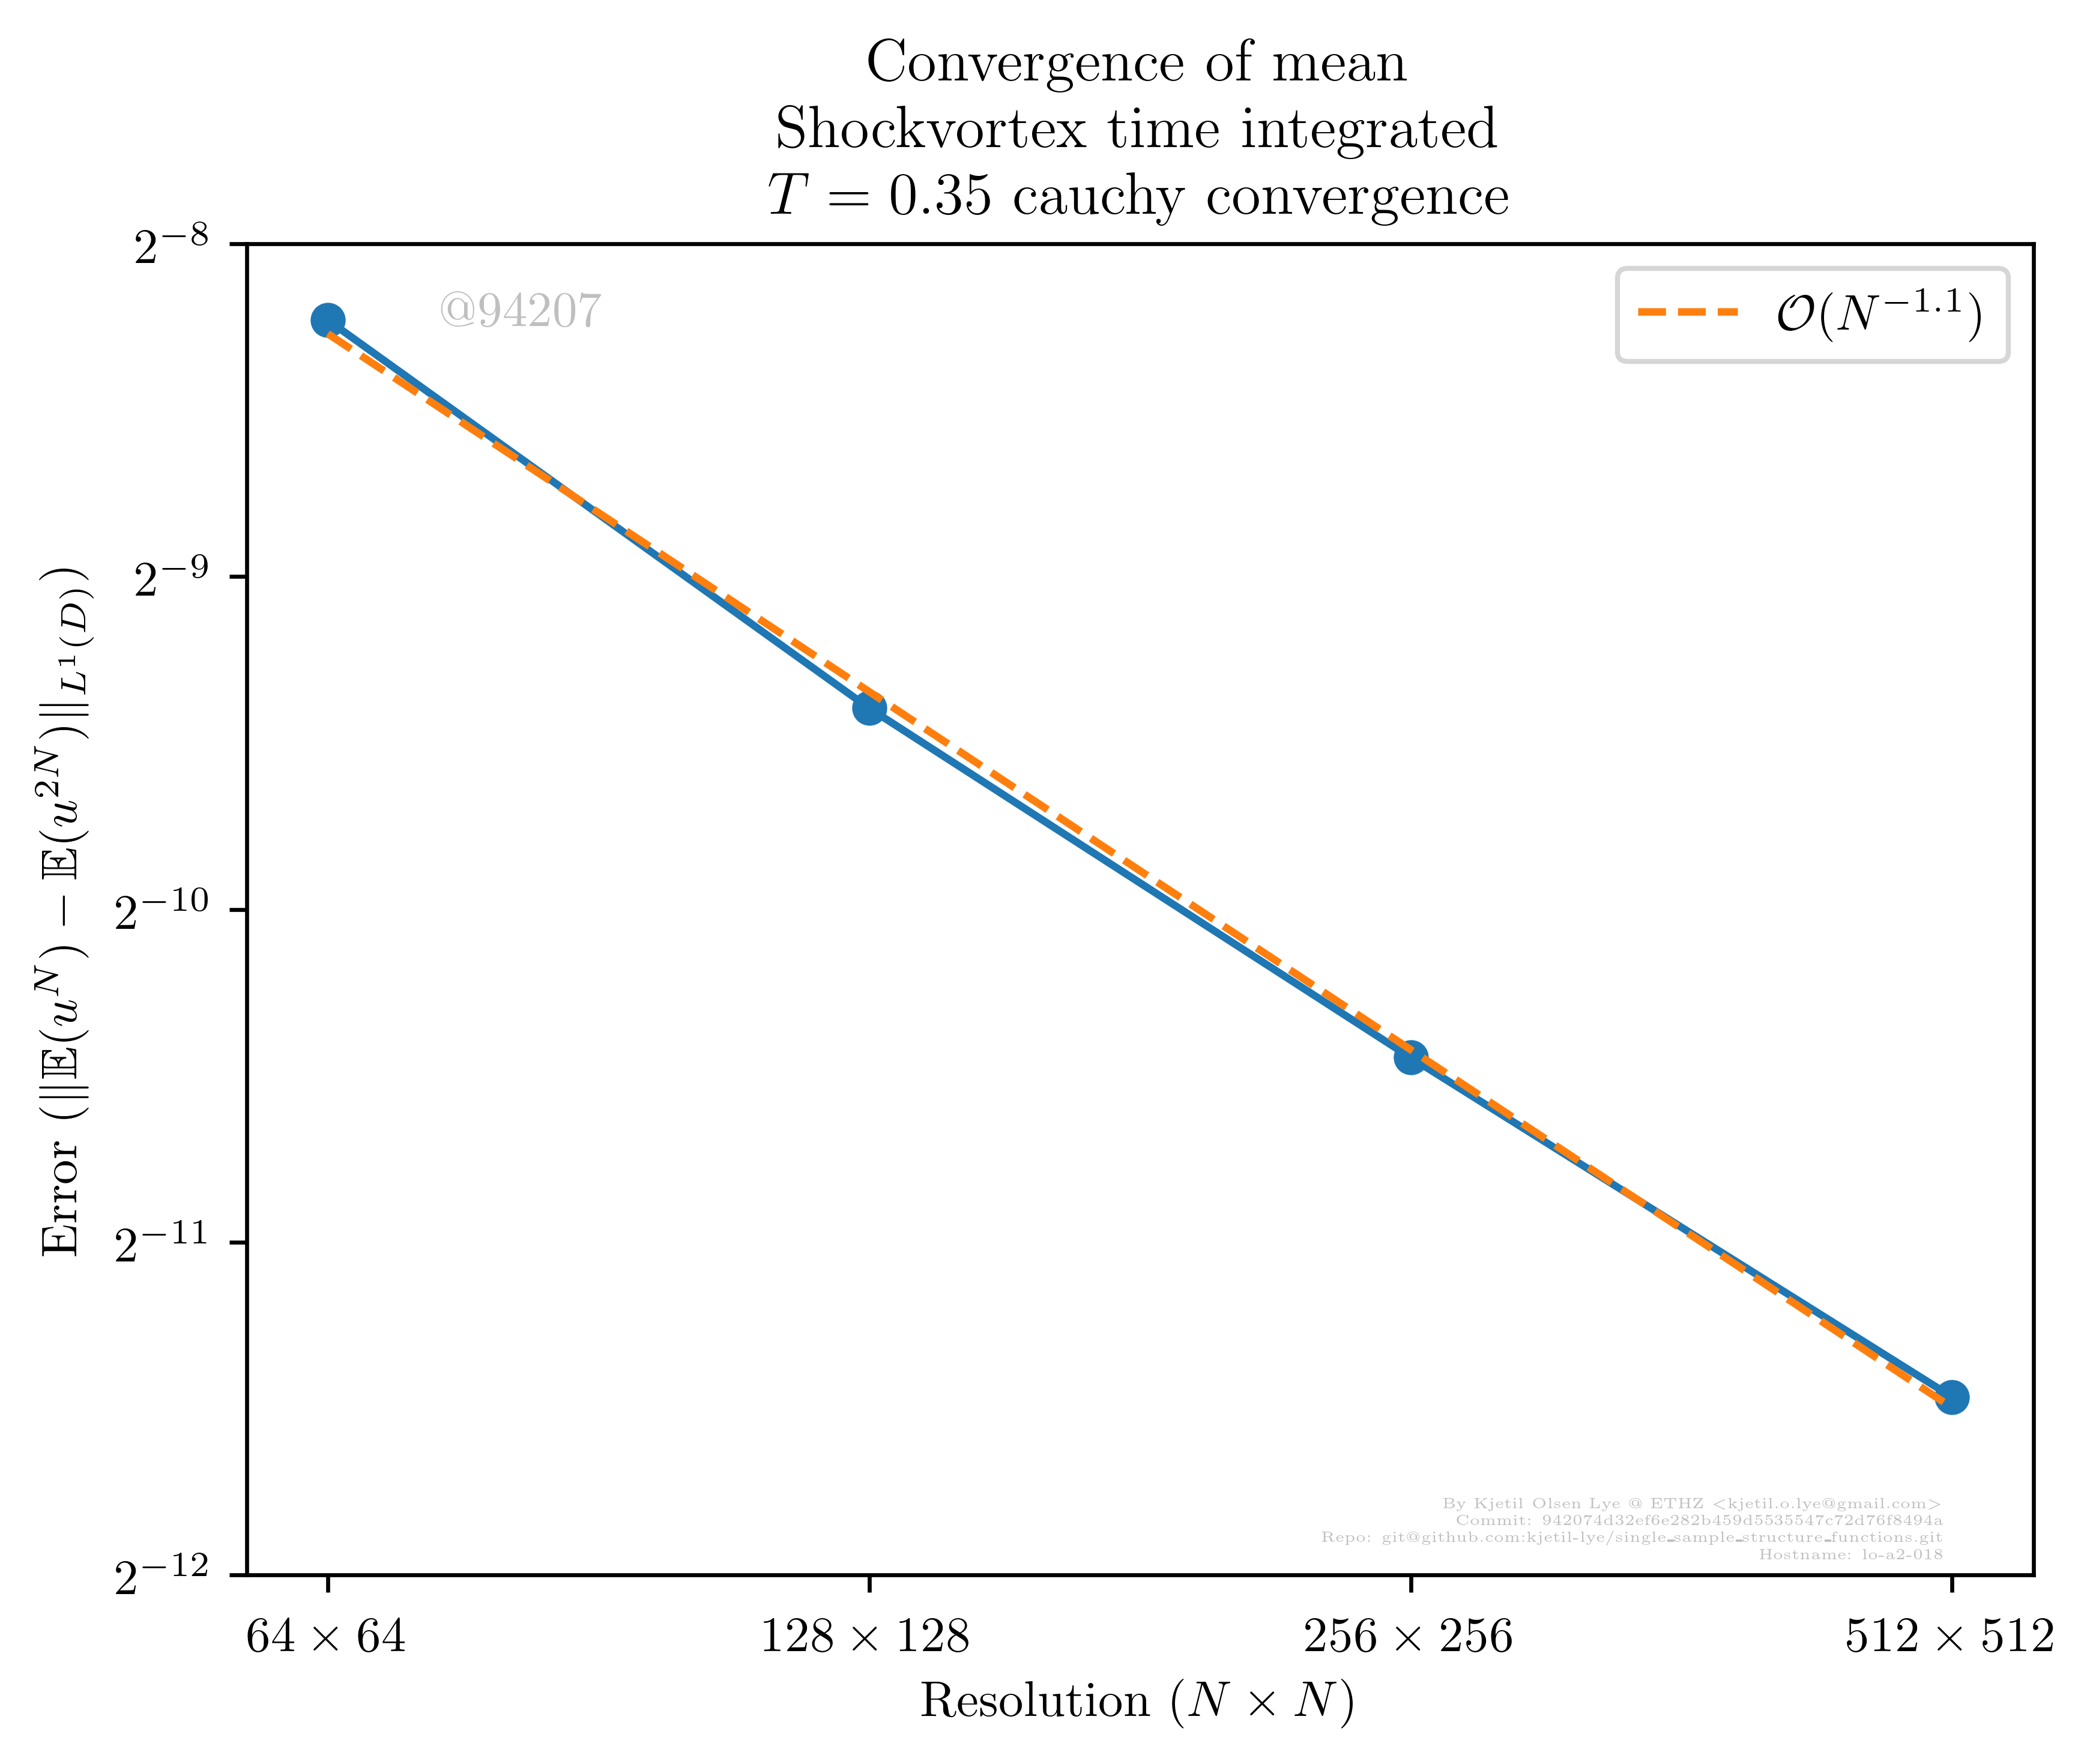 Convergence of mean
Shockvortex time integrated
T = 0.35 cauchy convergence
@94207
O(N^{-1.1})
2^{-8}
2^{-9}
2^{-10}
2^{-11}
2^{-12}
Error (||𝔼(u^N) − 𝔼(u^{2N})||_{L^1(D)})
By Kjetil Olsen Lye @ ETHZ <kjetil.o.lye@gmail.com>
Commit: 942074d32ef6e282b459d5535547c72d76f8494a
Repo: git@github.com:kjetil-lye/single_sample_structure_functions.git
Hostname: lo-a2-018
64 × 64
128 × 128
256 × 256
512 × 512
Resolution (N × N)